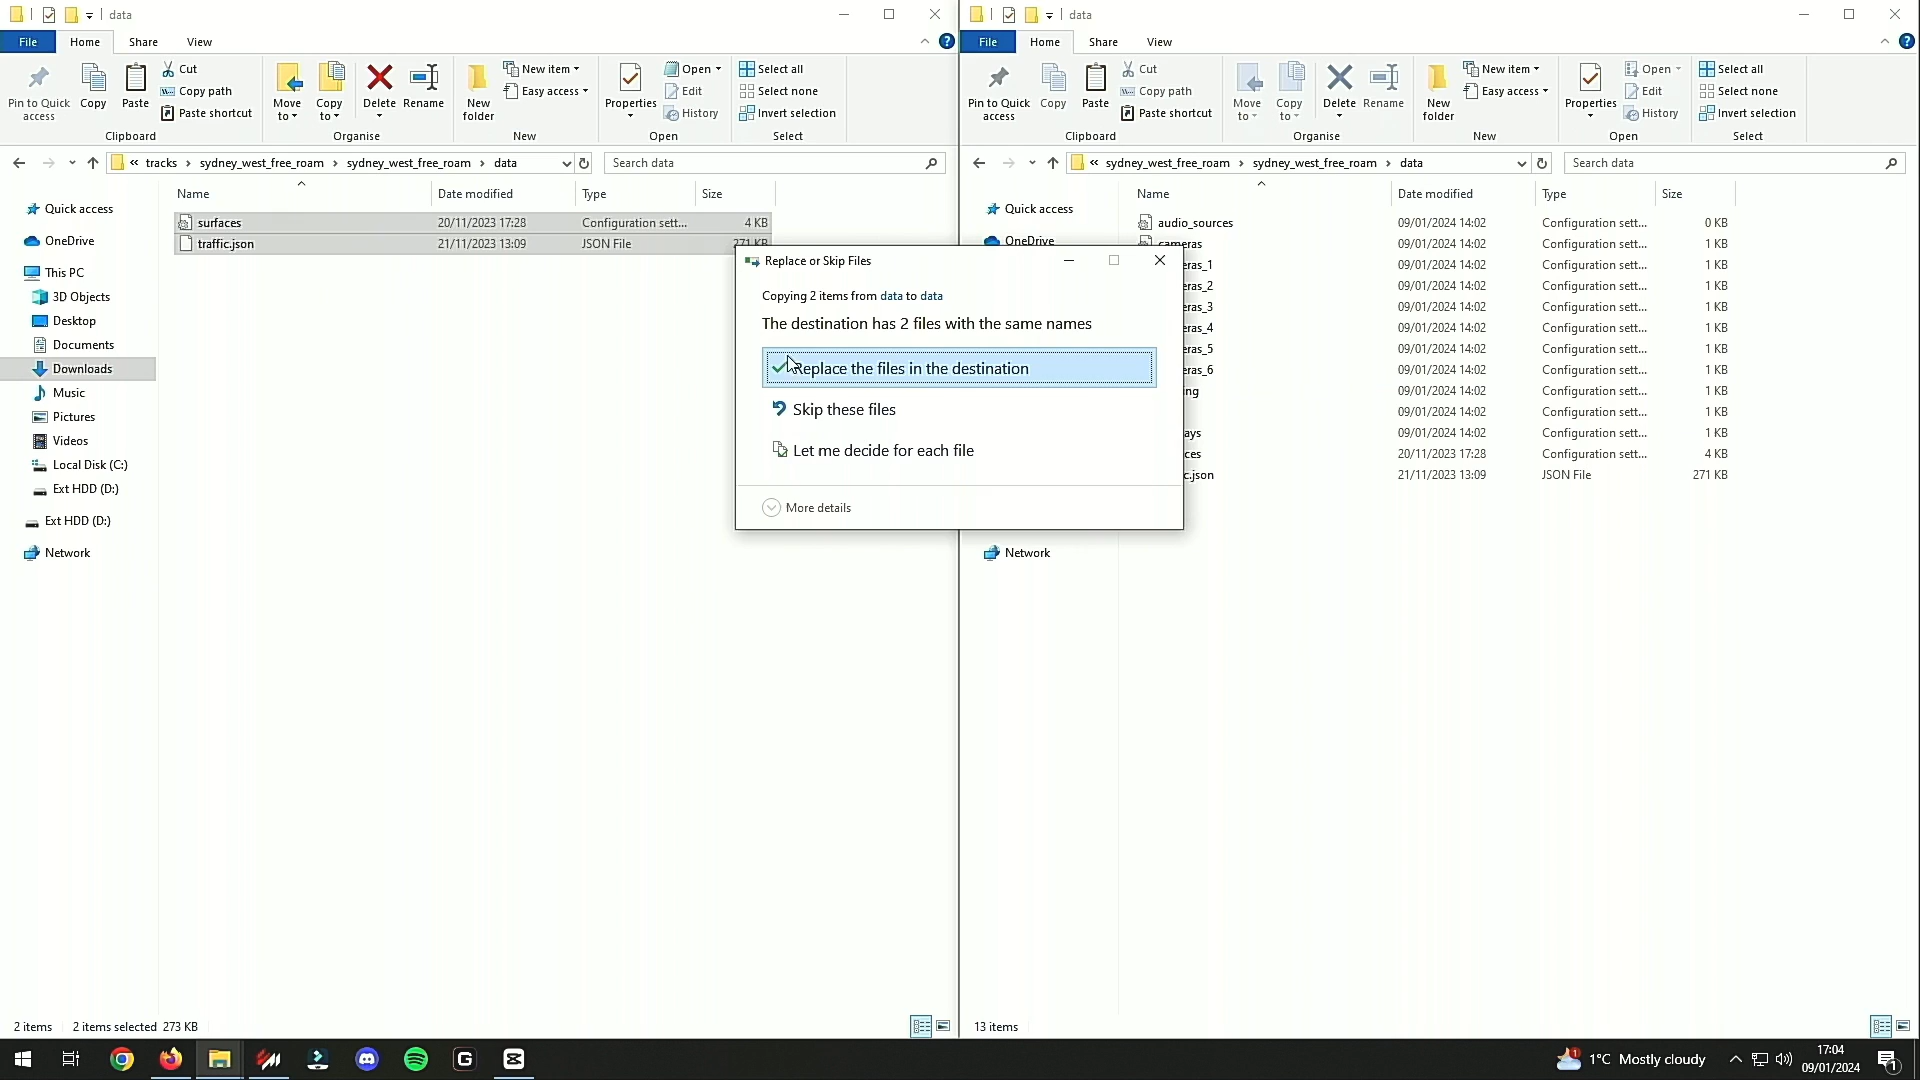 data
File
Home
Share
View
Pin to Quick access
Copy
Paste
Cut
Copy path
Paste shortcut
Clipboard
Move to
Copy to
Delete
Rename
Organise
New folder
New item
Easy access
New
Properties
Open
Edit
History
Open
Select all
Select none
Invert selection
Select
« tracks › sydney_west_free_roam › sydney_west_free_roam › data
Search data
Name
Date modified
Type
Size
Quick access
OneDrive
This PC
3D Objects
Desktop
Documents
Downloads
Music
Pictures
Videos
Local Disk (C:)
Ext HDD (D:)
Ext HDD (D:)
Network
surfaces 20/11/2023 17:28 Configuration sett... 4 KB
traffic.json 21/11/2023 13:09 JSON File 271 KB
2 items 2 items selected 273 KB
data
File
Home
Share
View
Pin to Quick access
Copy
Paste
Cut
Copy path
Paste shortcut
Clipboard
Move to
Copy to
Delete
Rename
Organise
New folder
New item
Easy access
New
Properties
Open
Edit
History
Open
Select all
Select none
Invert selection
Select
« sydney_west_free_roam › sydney_west_free_roam › data
Search data
Name
Date modified
Type
Size
Quick access
OneDrive
Network
audio_sources 09/01/2024 14:02 Configuration sett... 0 KB
cameras 09/01/2024 14:02 Configuration sett... 1 KB
eras_1 09/01/2024 14:02 Configuration sett... 1 KB
eras_2 09/01/2024 14:02 Configuration sett... 1 KB
eras_3 09/01/2024 14:02 Configuration sett... 1 KB
eras_4 09/01/2024 14:02 Configuration sett... 1 KB
eras_5 09/01/2024 14:02 Configuration sett... 1 KB
eras_6 09/01/2024 14:02 Configuration sett... 1 KB
ing 09/01/2024 14:02 Configuration sett... 1 KB
09/01/2024 14:02 Configuration sett... 1 KB
ays 09/01/2024 14:02 Configuration sett... 1 KB
ces 20/11/2023 17:28 Configuration sett... 4 KB
c.json 21/11/2023 13:09 JSON File 271 KB
13 items
Replace or Skip Files
Copying 2 items from data to data
The destination has 2 files with the same names
Replace the files in the destination
Skip these files
Let me decide for each file
More details
1°C Mostly cloudy
17:04
09/01/2024